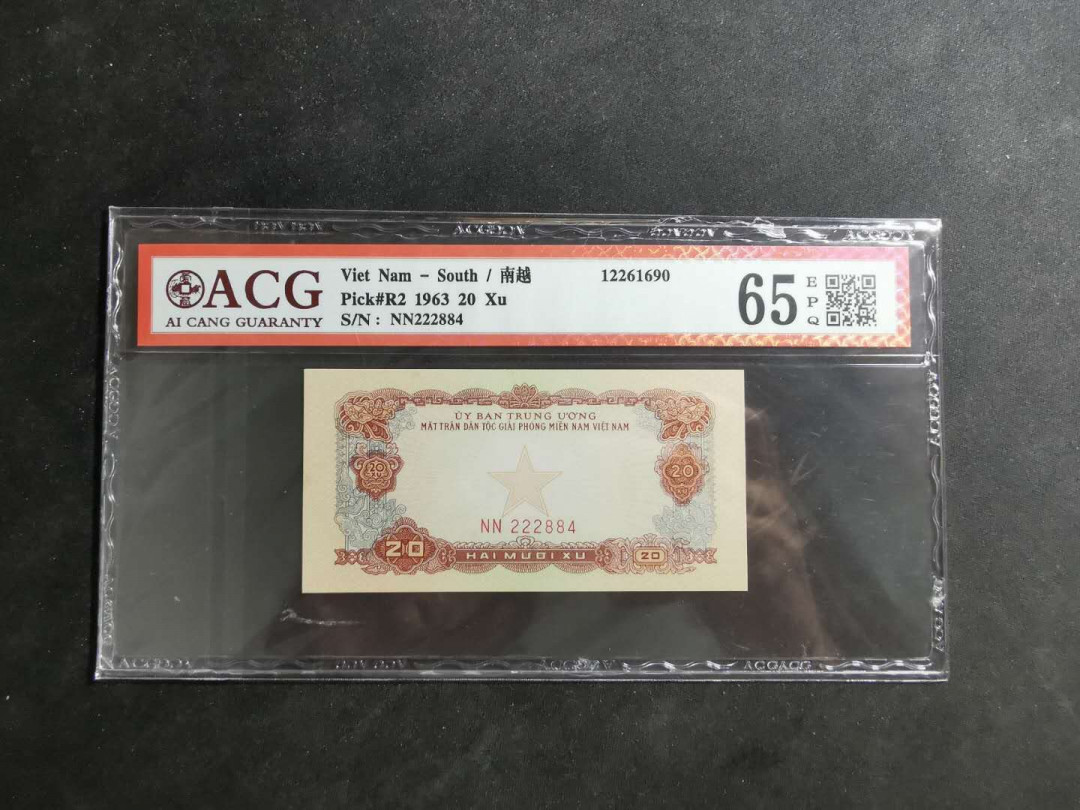 ACG
AI CANG GUARANTY
Viet Nam - South / 南越
Pick#R2 1963 20 Xu
S/N : NN222884
12261690
65
EPQ
ỦY BAN TRUNG ƯƠNG
MẶT TRẬN DÂN TỘC GIẢI PHÓNG MIỀN NAM VIỆT NAM
20
20
NN 222884
20
HAI MƯƠI XU
20